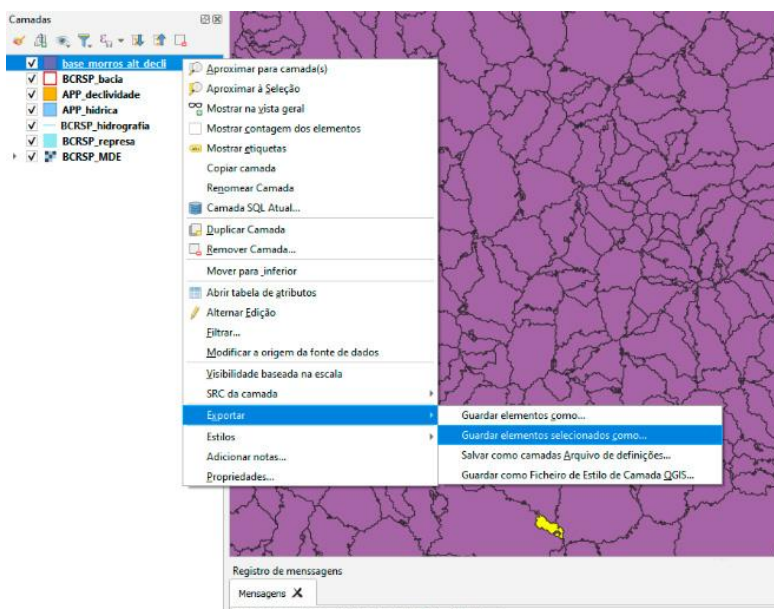 Camadas
base_morros_alt_decli
BCRSP_bacia
APP_declividade
APP_hidrica
BCRSP_hidrografia
BCRSP_represa
BCRSP_MDE
Aproximar para camada(s)
Aproximar à Seleção
Mostrar na vista geral
Mostrar contagem dos elementos
Mostrar etiquetas
Copiar camada
Renomear Camada
Camada SQL Atual...
Duplicar Camada
Remover Camada...
Mover para _inferior
Abrir tabela de atributos
Alternar Edição
Filtrar...
Modificar a origem da fonte de dados
Visibilidade baseada na escala
SRC da camada
Exportar
Estilos
Adicionar notas...
Propriedades...
Guardar elementos como...
Guardar elementos selecionados como...
Salvar como camadas Arquivo de definições...
Guardar como Ficheiro de Estilo de Camada QGIS...
Registro de menssagens
Mensagens X